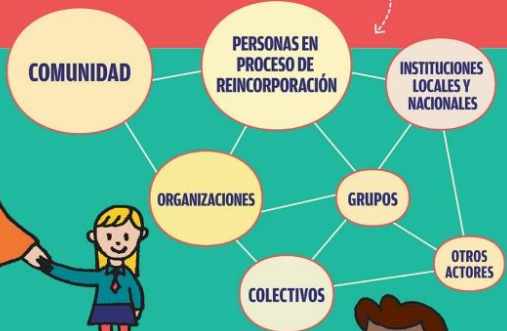 COMUNIDAD
PERSONAS EN
PROCESO DE
REINCORPORACIÓN
INSTITUCIONES
LOCALES Y
NACIONALES
ORGANIZACIONES
GRUPOS
OTROS
ACTORES
COLECTIVOS